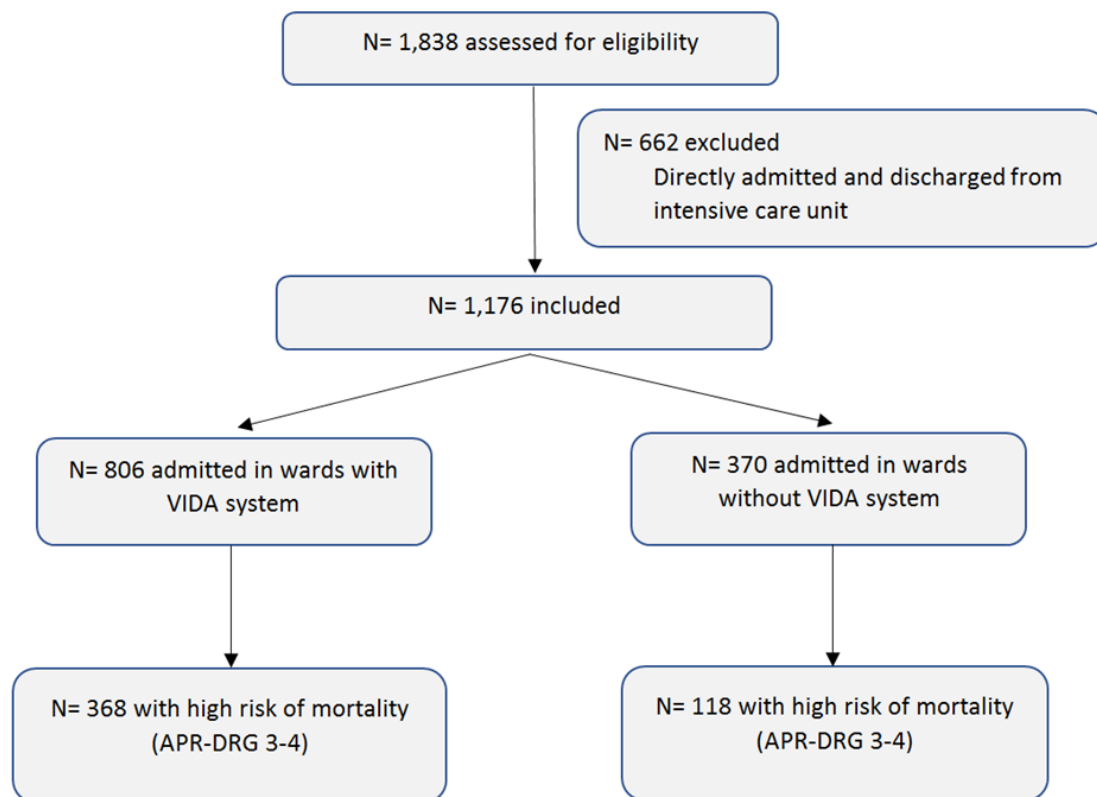 N= 1,838 assessed for eligibility
N= 662 excluded
Directly admitted and discharged from
intensive care unit
N= 1,176 included
N= 806 admitted in wards with
VIDA system
N= 370 admitted in wards
without VIDA system
N= 368 with high risk of mortality
(APR-DRG 3-4)
N= 118 with high risk of mortality
(APR-DRG 3-4)